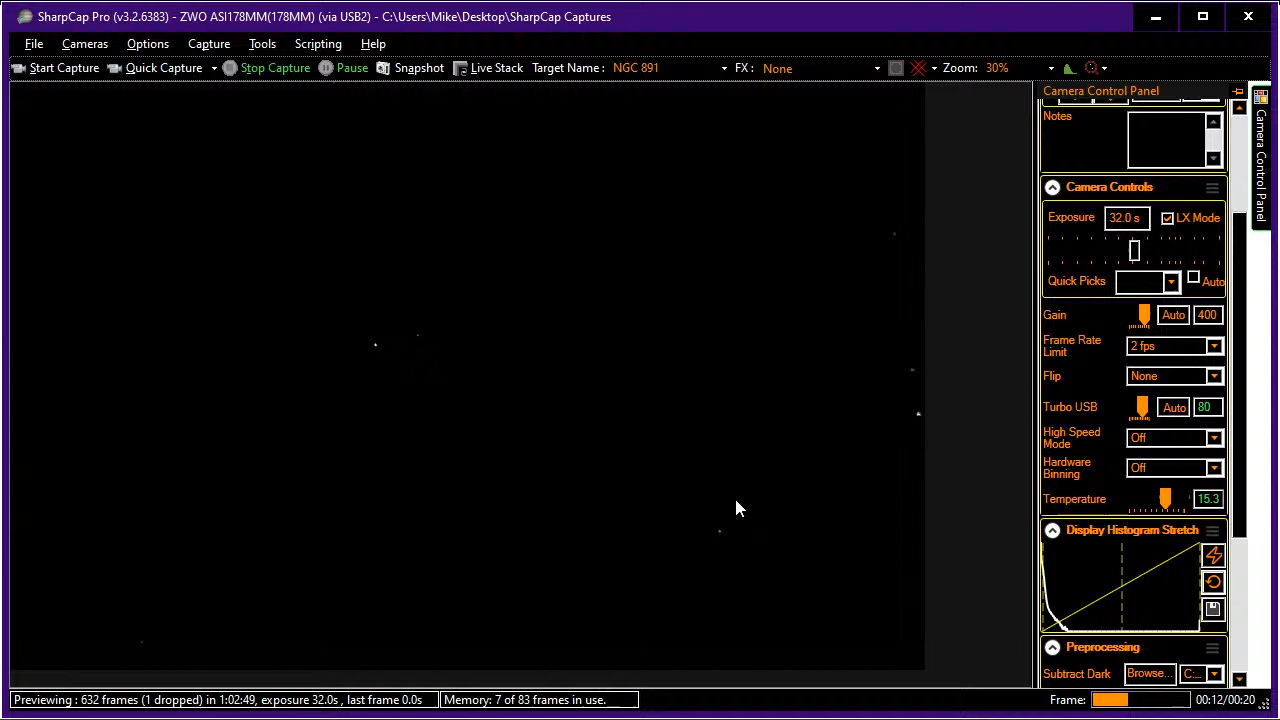 SharpCap Pro (v3.2.6383) - ZWO ASI178MM(178MM) (via USB2) - C:\Users\Mike\Desktop\SharpCap Captures
File Cameras Options Capture Tools Scripting Help
Start Capture Quick Capture Stop Capture Pause Snapshot Live Stack Target Name: NGC 891 FX: None Zoom: 30%
Camera Control Panel
Camera Control Panel
Notes
Camera Controls
Exposure 32.0 s LX Mode
Quick Picks Auto
Gain Auto 400
Frame Rate Limit 2 fps
Flip None
Turbo USB Auto 80
High Speed Mode Off
Hardware Binning Off
Temperature 15.3
Display Histogram Stretch
Preprocessing
Subtract Dark Browse... C:...
Previewing : 632 frames (1 dropped) in 1:02:49, exposure 32.0s , last frame 0.0s Memory: 7 of 83 frames in use. Frame: 00:12/00:20